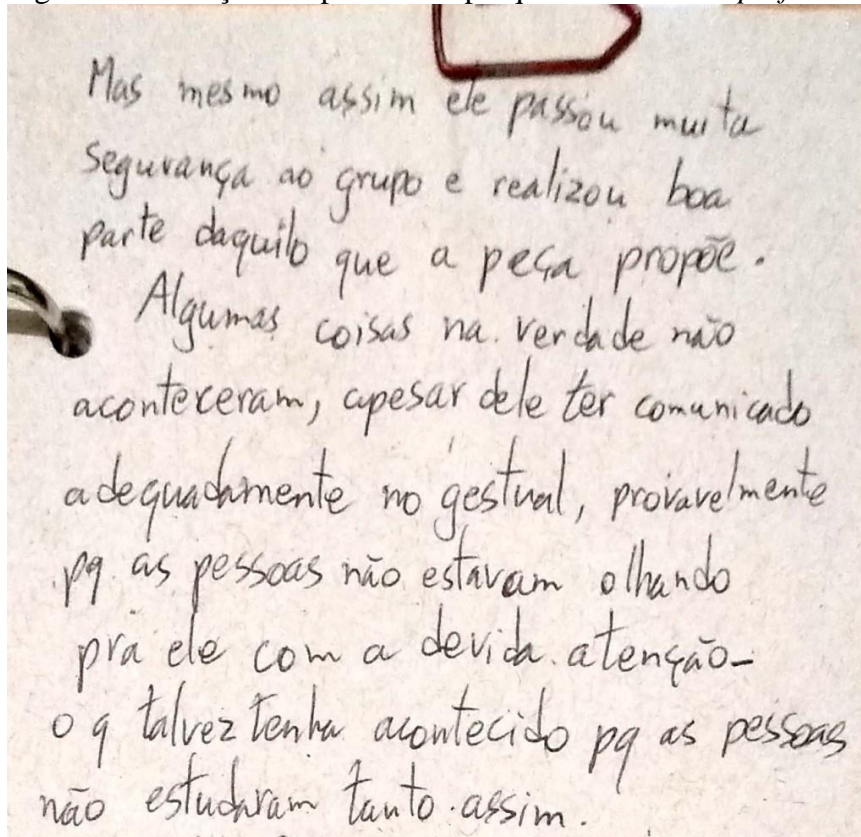 Mas mesmo assim ele passou muita
segurança ao grupo e realizou boa
parte daquilo que a peça propõe.
Algumas coisas na verdade não
aconteceram, apesar dele ter comunicado
adequadamente no gestual, provavelmente
pq as pessoas não estavam olhando
pra ele com a devida atenção -
o q talvez tenha acontecido pq as pessoas
não estudaram tanto assim.